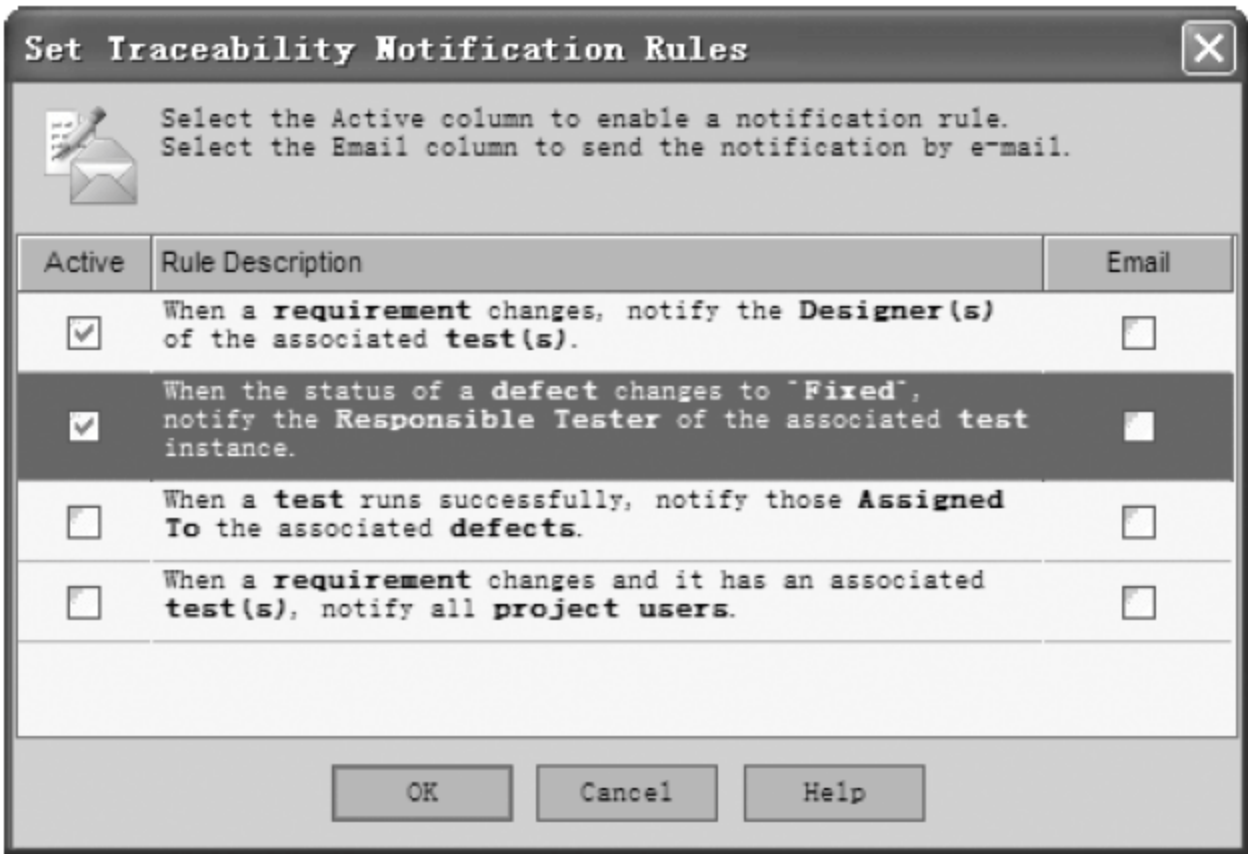 Set Traceability Notification Rules
Select the Active column to enable a notification rule.
Select the Email column to send the notification by e-mail.
Active Rule Description Email
When a requirement changes, notify the Designer(s)
of the associated test(s).
When the status of a defect changes to "Fixed",
notify the Responsible Tester of the associated test
instance.
When a test runs successfully, notify those Assigned
To the associated defects.
When a requirement changes and it has an associated
test(s), notify all project users.
OK Cancel Help